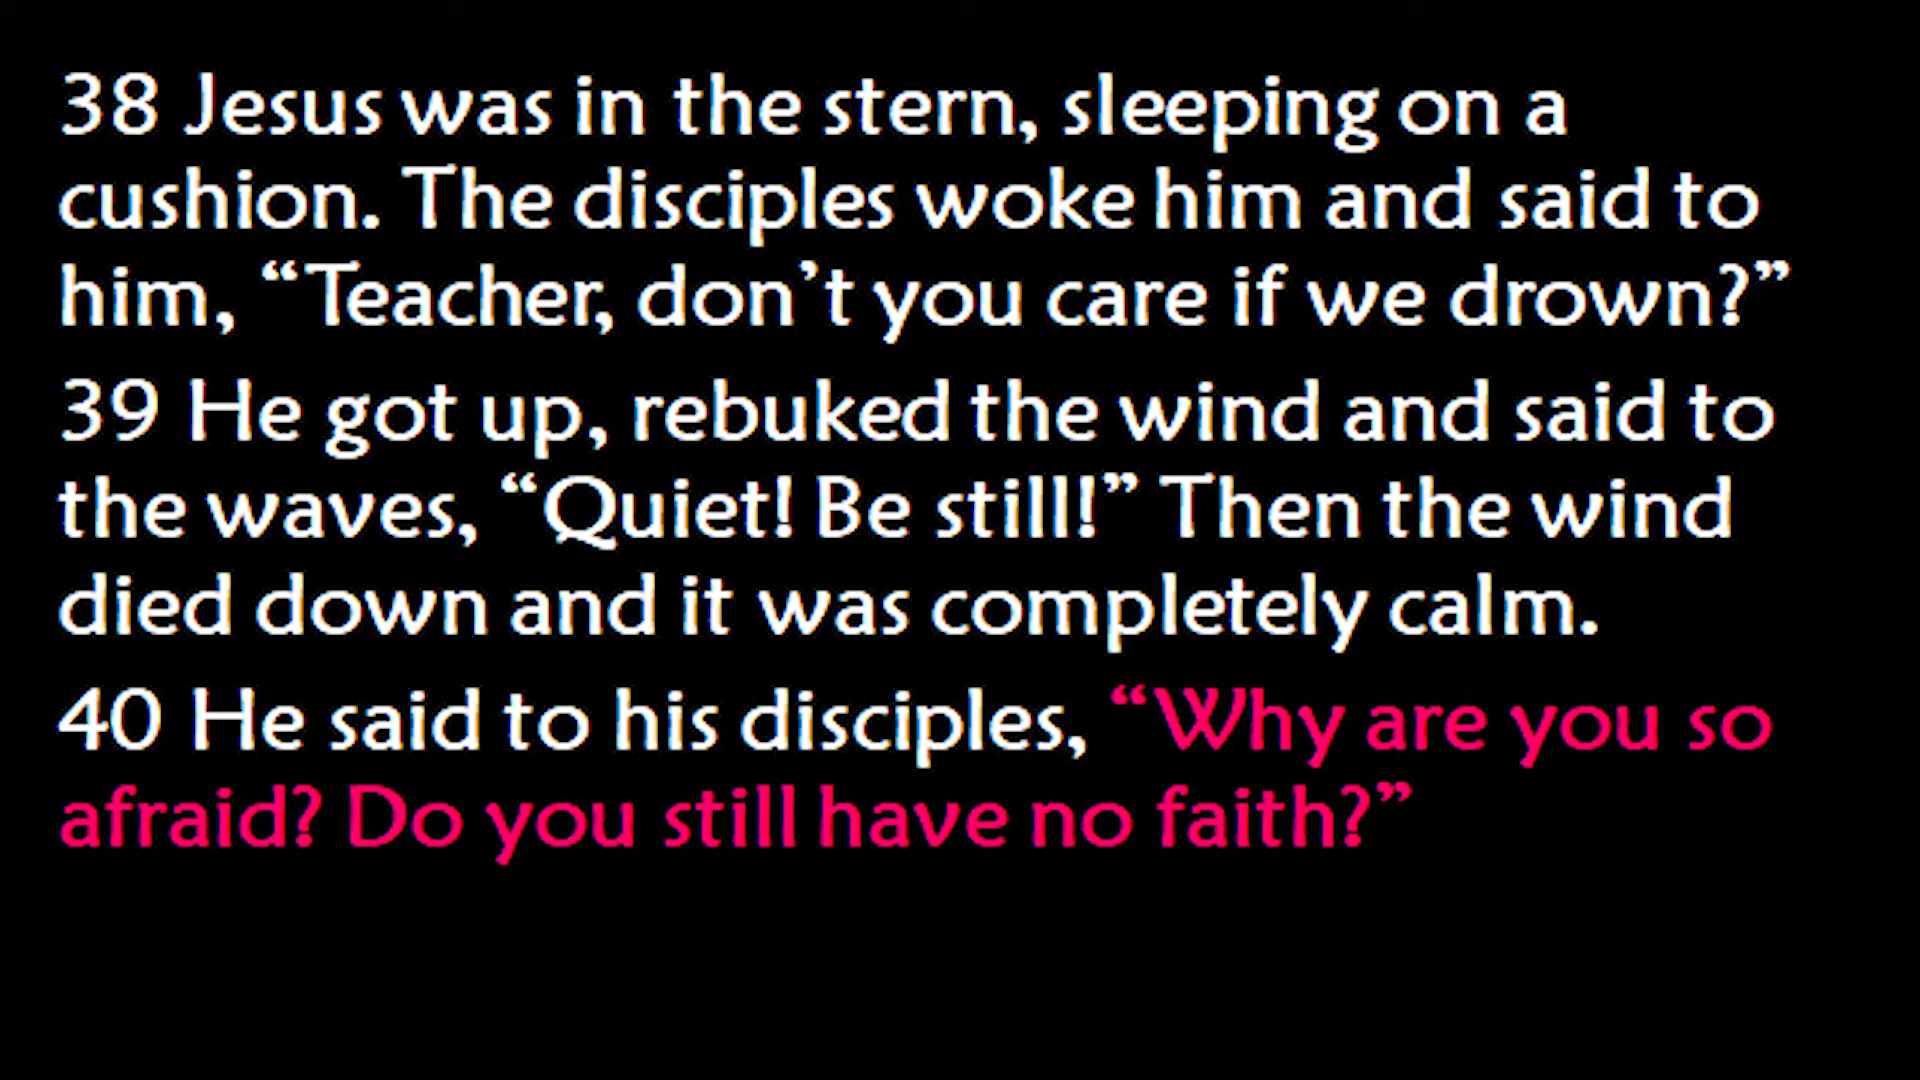 38 Jesus was in the stern, sleeping on a
cushion. The disciples woke him and said to
him, “Teacher, don’t you care if we drown?”
39 He got up, rebuked the wind and said to
the waves, “Quiet! Be still!” Then the wind
died down and it was completely calm.
40 He said to his disciples, “Why are you so
afraid? Do you still have no faith?”